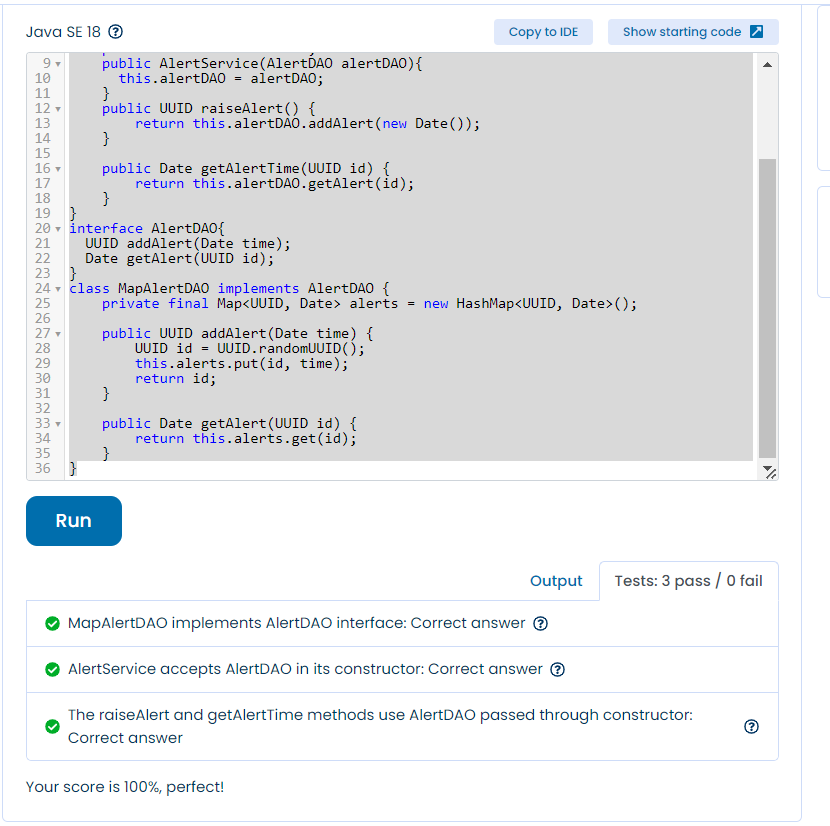 Java SE 18
Copy to IDE
Show starting code
9 public AlertService(AlertDAO alertDAO){
10 this.alertDAO = alertDAO;
11 }
12 public UUID raiseAlert() {
13 return this.alertDAO.addAlert(new Date());
14 }
15
16 public Date getAlertTime(UUID id) {
17 return this.alertDAO.getAlert(id);
18 }
19 }
20 interface AlertDAO{
21 UUID addAlert(Date time);
22 Date getAlert(UUID id);
23 }
24 class MapAlertDAO implements AlertDAO {
25 private final Map<UUID, Date> alerts = new HashMap<UUID, Date>();
26
27 public UUID addAlert(Date time) {
28 UUID id = UUID.randomUUID();
29 this.alerts.put(id, time);
30 return id;
31 }
32
33 public Date getAlert(UUID id) {
34 return this.alerts.get(id);
35 }
36 }
Run
Output
Tests: 3 pass / 0 fail
MapAlertDAO implements AlertDAO interface: Correct answer
AlertService accepts AlertDAO in its constructor: Correct answer
The raiseAlert and getAlertTime methods use AlertDAO passed through constructor:
Correct answer
Your score is 100%, perfect!